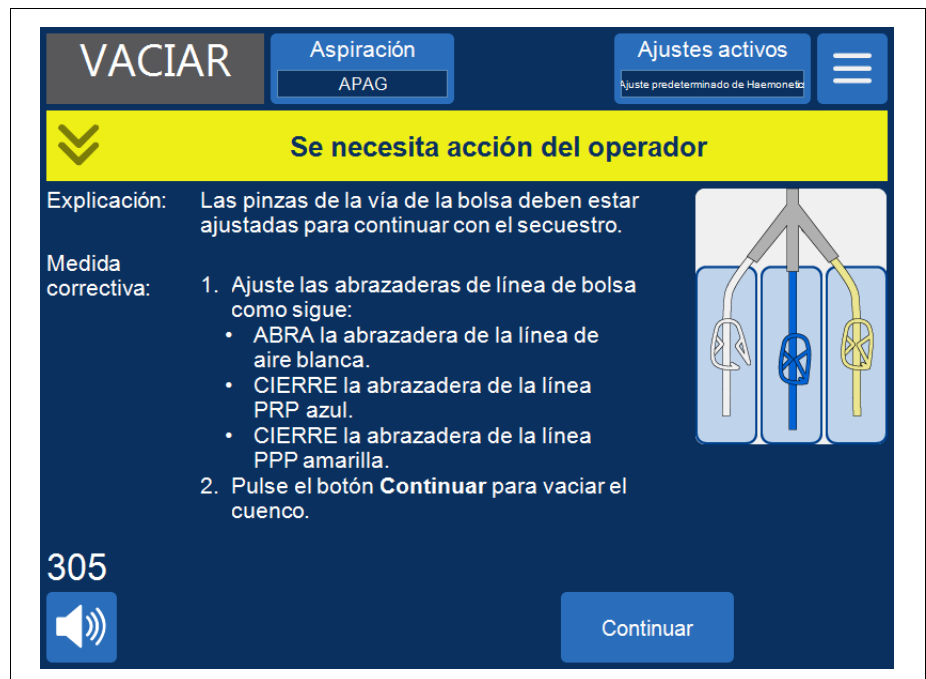 VACIAR
Aspiración
APAG
Ajustes activos
Ajuste predeterminado de Haemonetic
Se necesita acción del operador
Explicación:
Las pinzas de la vía de la bolsa deben estar
ajustadas para continuar con el secuestro.
Medida
correctiva:
1. Ajuste las abrazaderas de línea de bolsa
como sigue:
• ABRA la abrazadera de la línea de
aire blanca.
• CIERRE la abrazadera de la línea
PRP azul.
• CIERRE la abrazadera de la línea
PPP amarilla.
2. Pulse el botón Continuar para vaciar el
cuenco.
305
Continuar